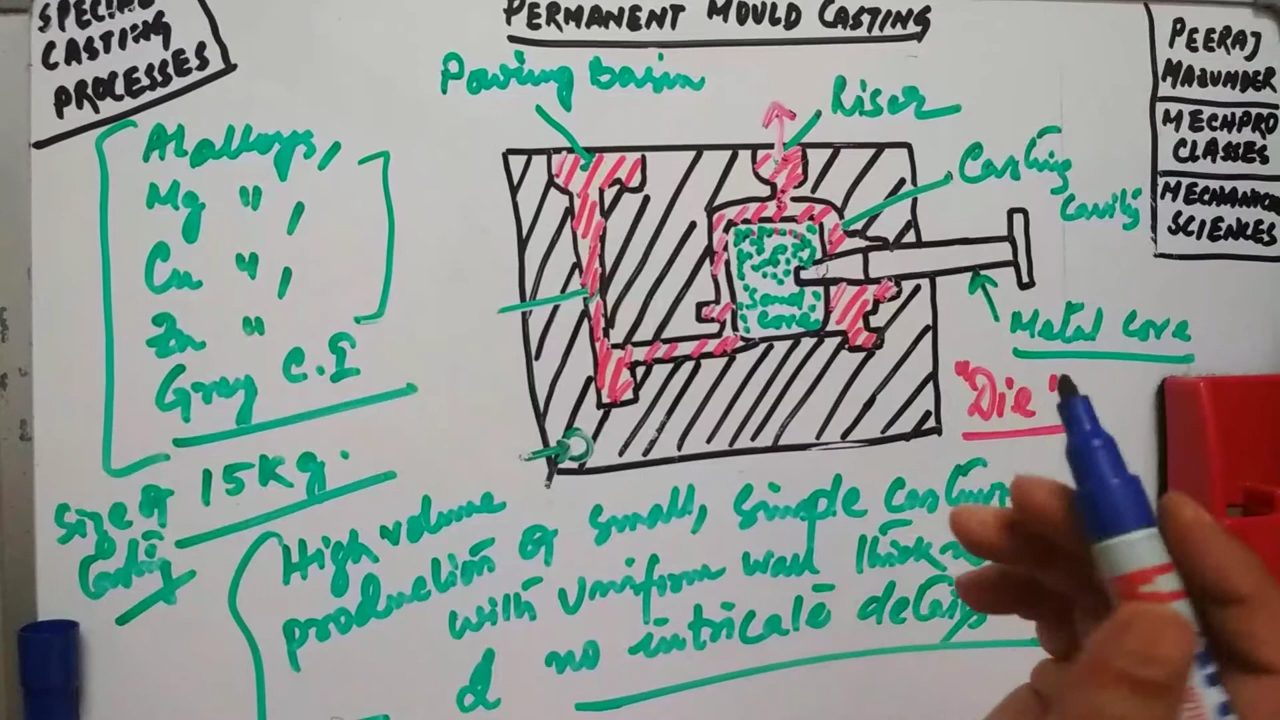 SPECIAL
CASTING
PROCESSES
PERMANENT MOULD CASTING
PEERAJ
MAZUMDER
MECHPRO
CLASSES
MECHANICAL
SCIENCES
Pouring basin
Riser
Casting
cavity
Al alloys,
Mg " ,
Cu " ,
Zn "
Grey C.I
Sand
core
Metal core
"Die"
Size of
Casting
15kg.
High volume
production of small, simple castings
with uniform wall
& no intricate details